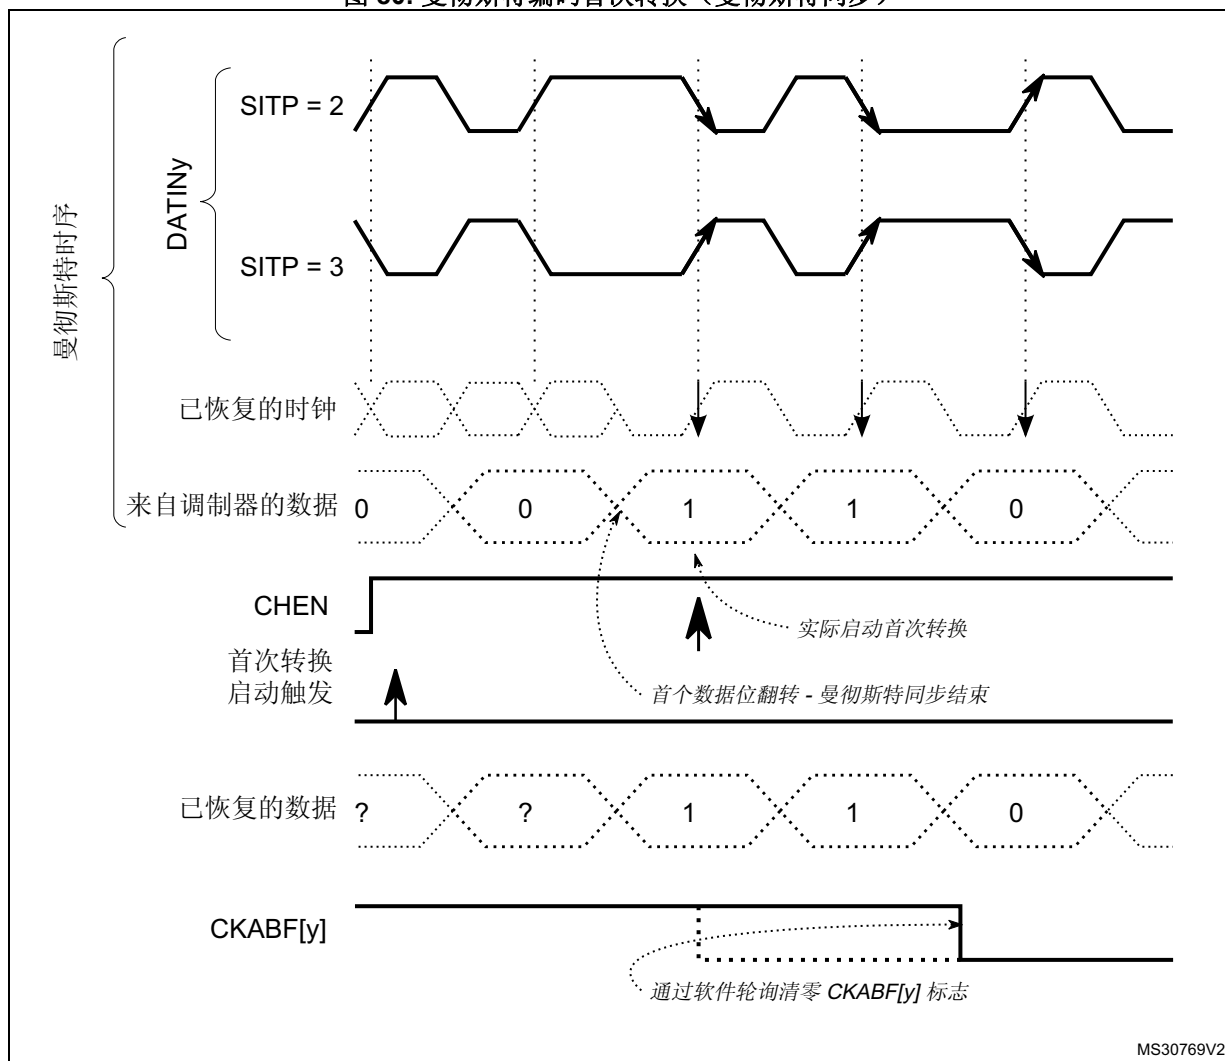 SITP = 2
DATINy
SITP = 3
曼彻斯特时序
已恢复的时钟
来自调制器的数据 0 0 1 1 0
CHEN
实际启动首次转换
首次转换
启动触发
首个数据位翻转 - 曼彻斯特同步结束
已恢复的数据 ? ? 1 1 0
CKABF[y]
通过软件轮询清零 CKABF[y] 标志
MS30769V2